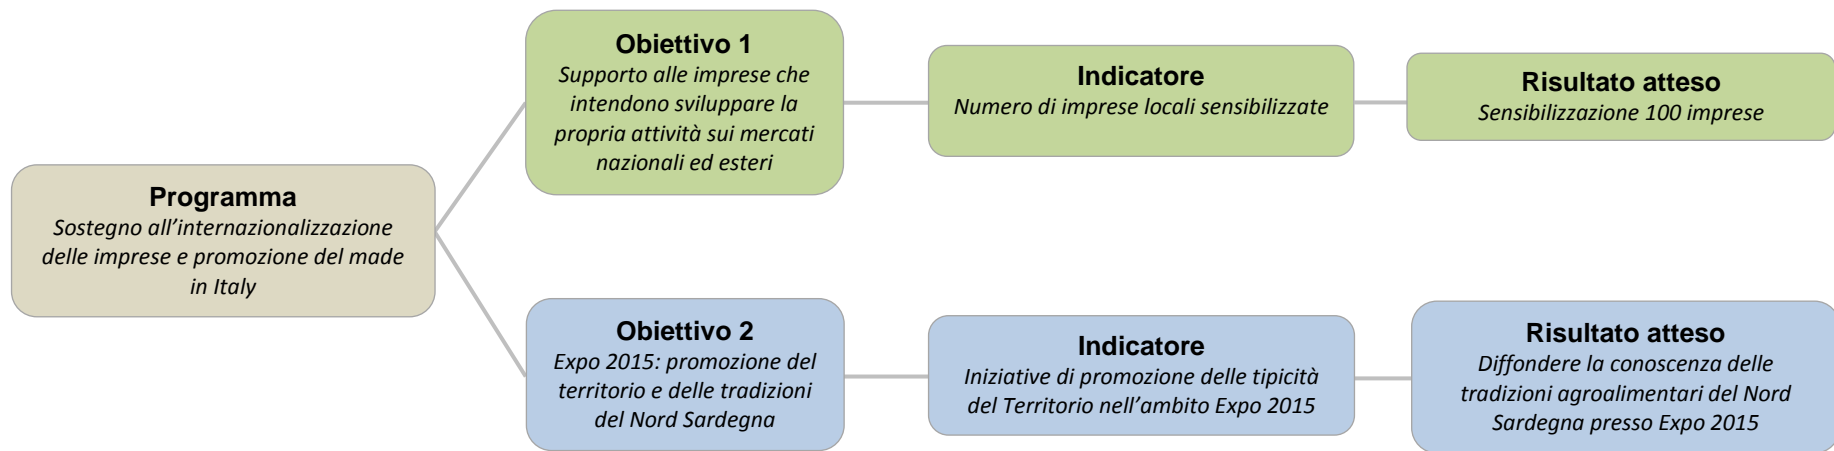 Programma
Sostegno all’internazionalizzazione
delle imprese e promozione del made
in Italy
Obiettivo 1
Supporto alle imprese che
intendono sviluppare la
propria attività sui mercati
nazionali ed esteri
Indicatore
Numero di imprese locali sensibilizzate
Risultato atteso
Sensibilizzazione 100 imprese
Obiettivo 2
Expo 2015: promozione del
territorio e delle tradizioni
del Nord Sardegna
Indicatore
Iniziative di promozione delle tipicità
del Territorio nell’ambito Expo 2015
Risultato atteso
Diffondere la conoscenza delle
tradizioni agroalimentari del Nord
Sardegna presso Expo 2015